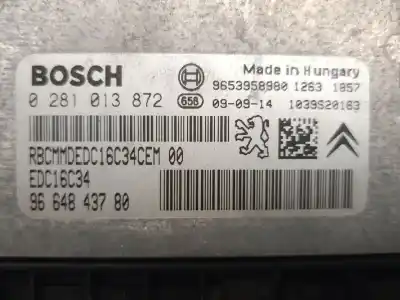 BOSCH
Made in Hungary
9653958980 1263 1857
0 281 013 872 656 09-09-14 1039S20163
RBCMMDEDC16C34CEM 00
EDC16C34
96 648 437 80